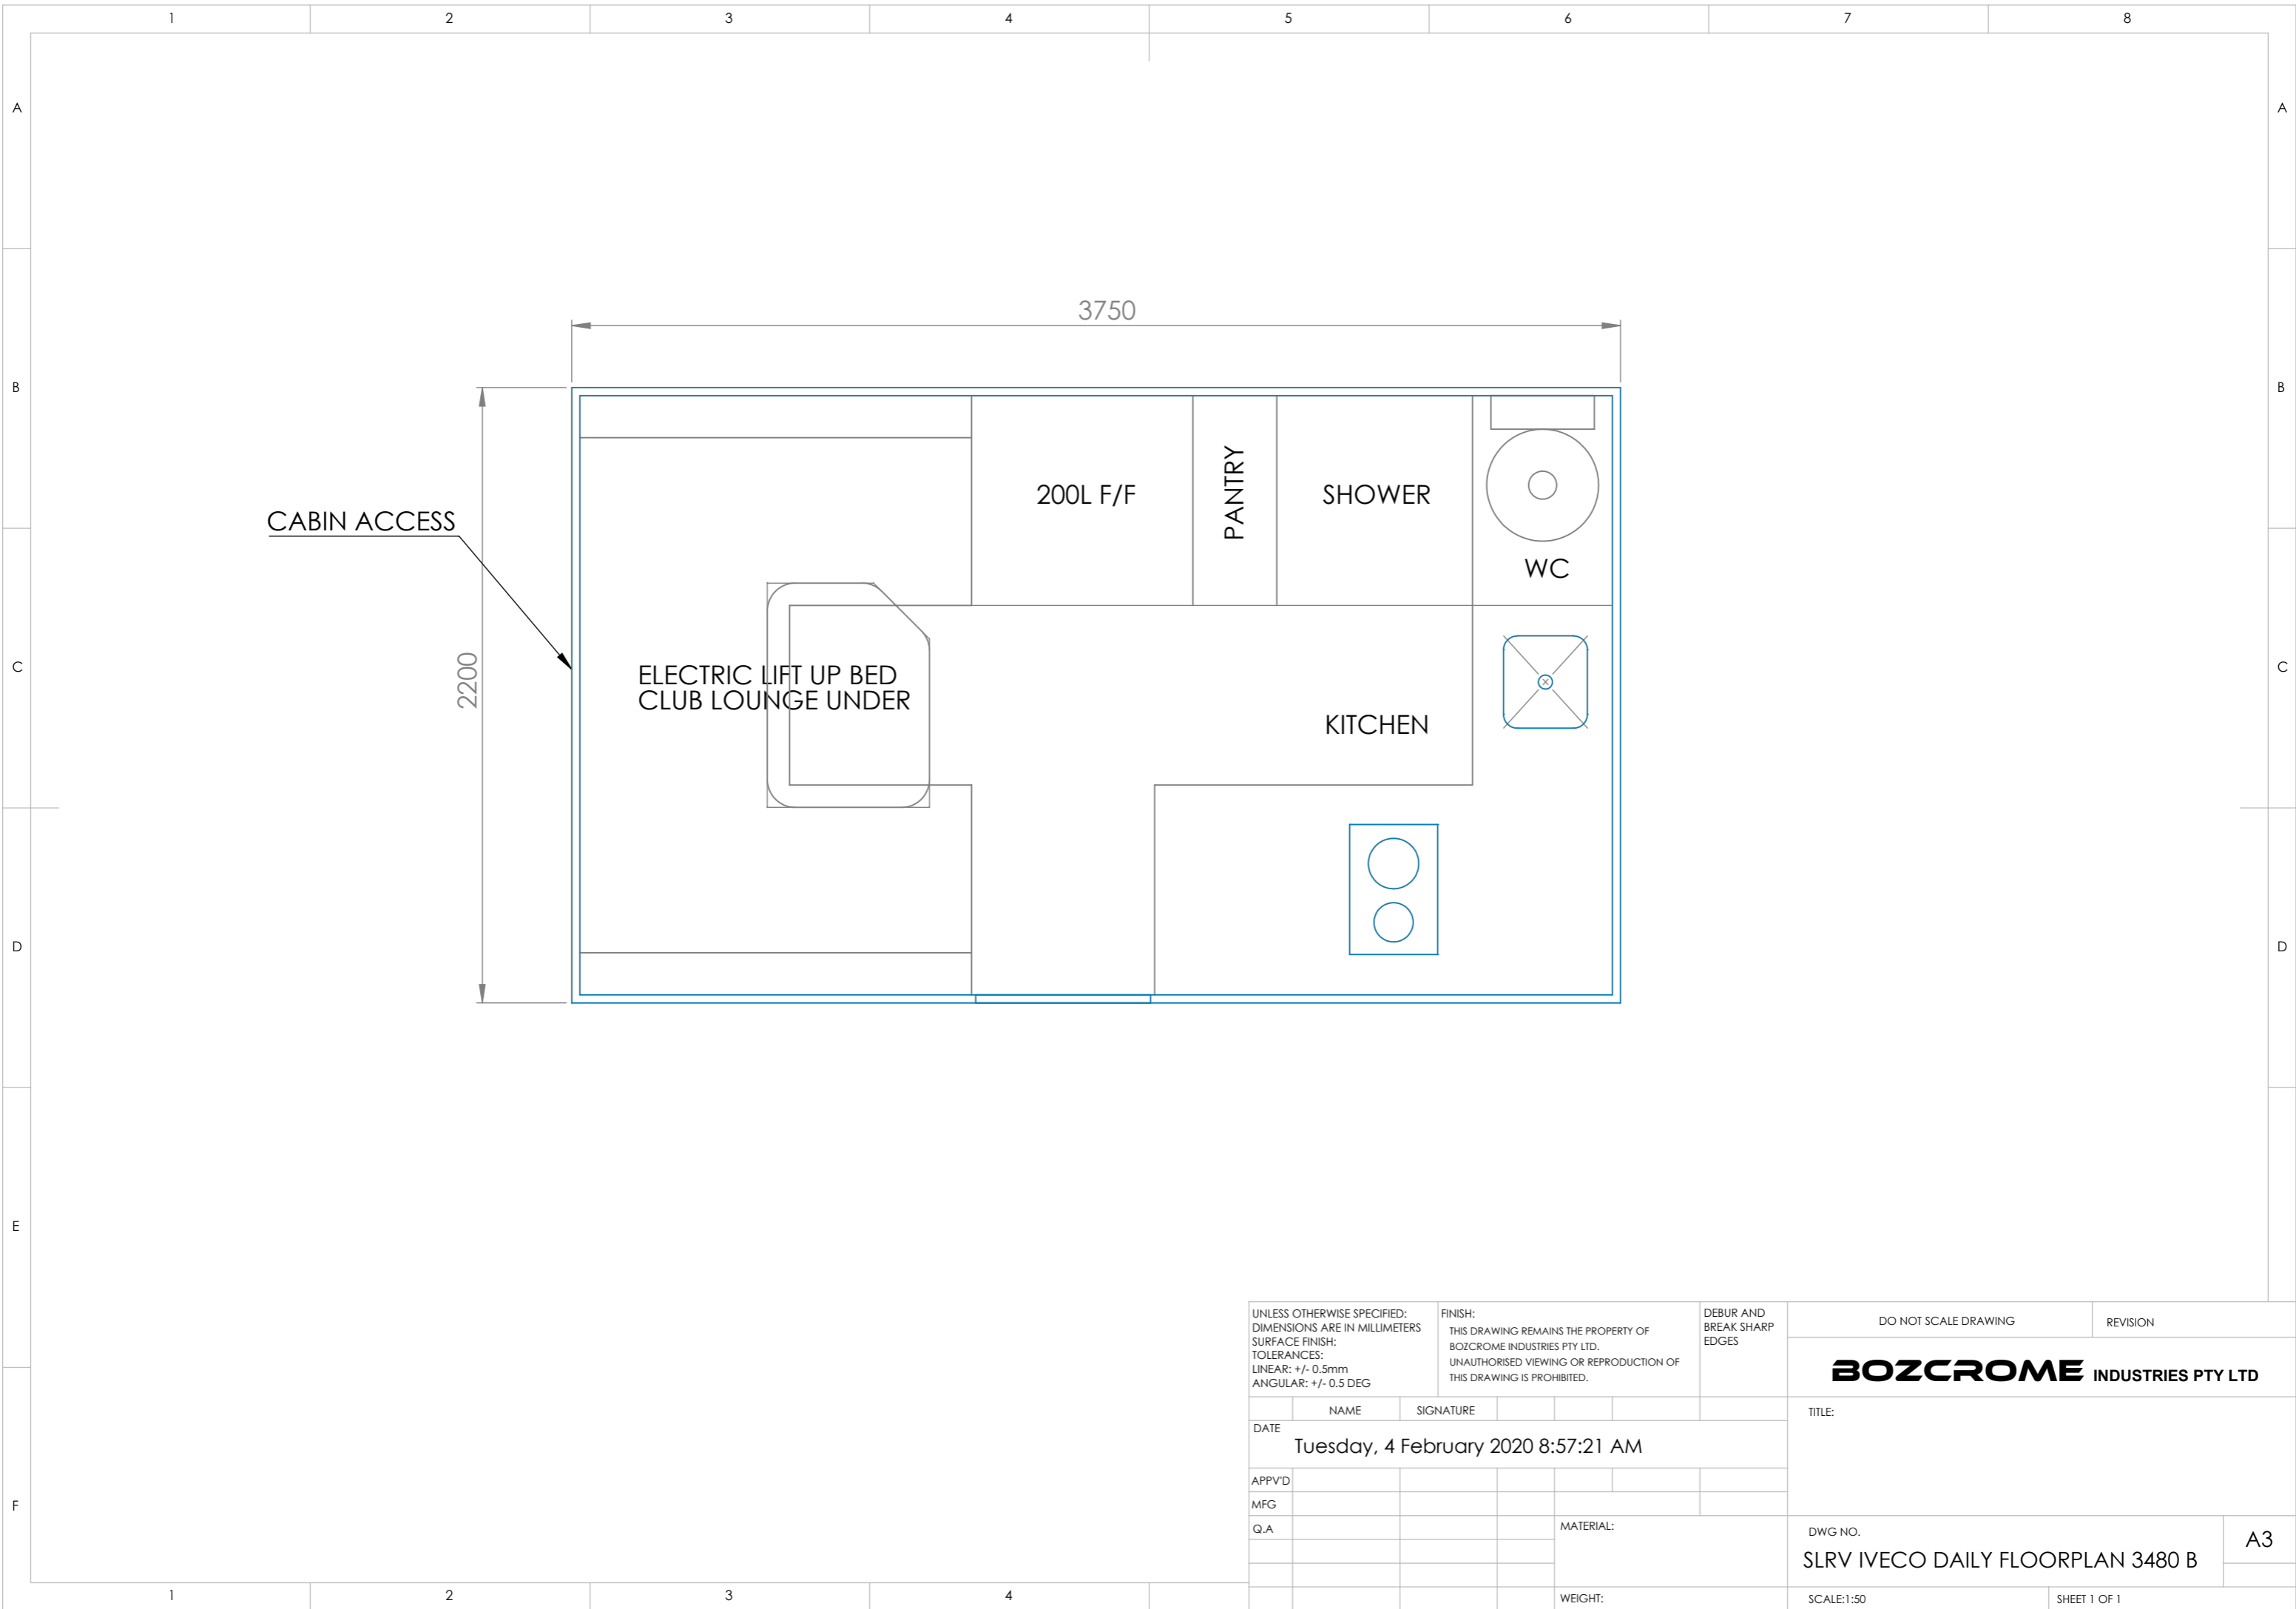 1 2 3 4 5 6 7 8
A A
3750
B B
200L F/F
PANTRY
SHOWER
CABIN ACCESS
WC
C C
2200
ELECTRIC LIFT UP BED
CLUB LOUNGE UNDER
KITCHEN
D D
E E
UNLESS OTHERWISE SPECIFIED:
DIMENSIONS ARE IN MILLIMETERS
SURFACE FINISH:
TOLERANCES:
LINEAR: +/- 0.5mm
ANGULAR: +/- 0.5 DEG
FINISH:
THIS DRAWING REMAINS THE PROPERTY OF
BOZCROME INDUSTRIES PTY LTD.
UNAUTHORISED VIEWING OR REPRODUCTION OF
THIS DRAWING IS PROHIBITED.
DEBUR AND
BREAK SHARP
EDGES
DO NOT SCALE DRAWING
REVISION
BOZCROME INDUSTRIES PTY LTD
NAME SIGNATURE
TITLE:
DATE
Tuesday, 4 February 2020 8:57:21 AM
APPV'D
F
MFG
Q.A
MATERIAL:
DWG NO.
SLRV IVECO DAILY FLOORPLAN 3480 B
A3
WEIGHT:
SCALE:1:50
SHEET 1 OF 1
1 2 3 4